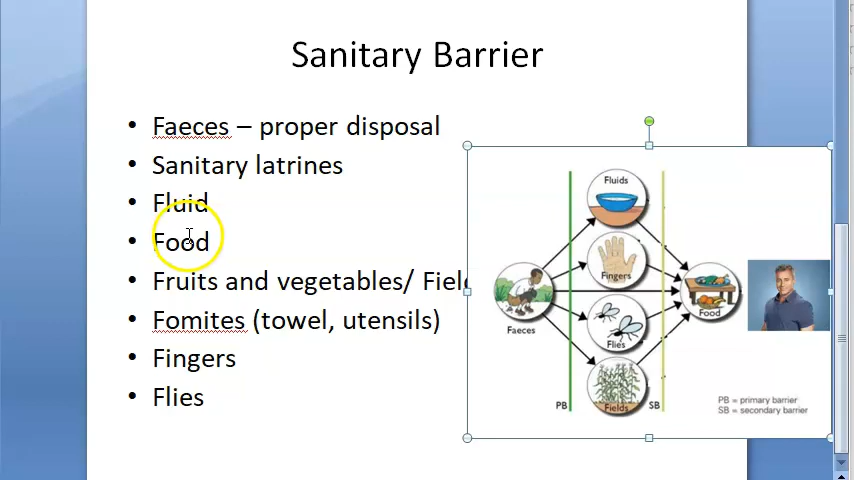 Sanitary Barrier
• Faeces – proper disposal
• Sanitary latrines
• Fluid
• Food
• Fruits and vegetables/ Field
• Fomites (towel, utensils)
• Fingers
• Flies
Fluids
Fingers
Faeces
Food
Flies
Fields
PB
SB
PB = primary barrier
SB = secondary barrier